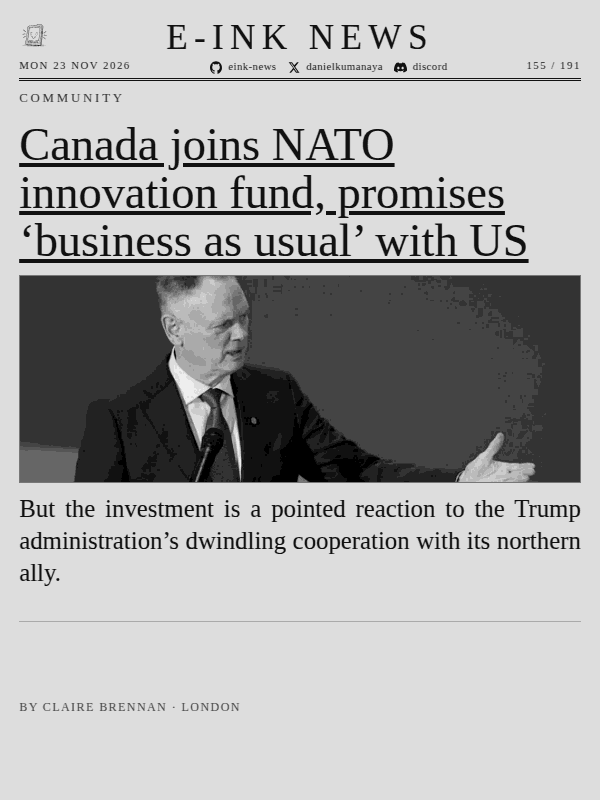 E-INK NEWS
MON 23 NOV 2026
eink-news
danielkumanaya
discord
155 / 191
COMMUNITY
Canada joins NATO
innovation fund, promises
‘business as usual’ with US
But the investment is a pointed reaction to the Trump
administration’s dwindling cooperation with its northern
ally.
BY CLAIRE BRENNAN · LONDON